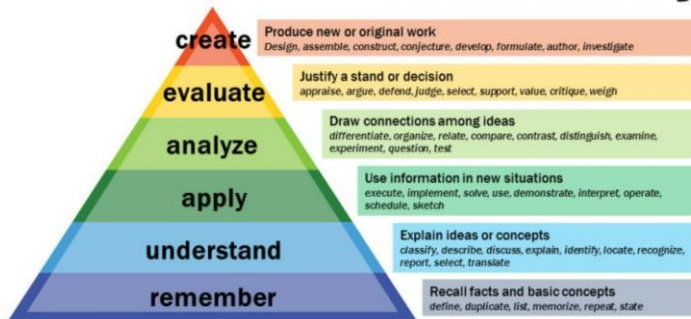 create
Produce new or original work
Design, assemble, construct, conjecture, develop, formulate, author, investigate
evaluate
Justify a stand or decision
appraise, argue, defend, judge, select, support, value, critique, weigh
analyze
Draw connections among ideas
differentiate, organize, relate, compare, contrast, distinguish, examine,
experiment, question, test
apply
Use information in new situations
execute, implement, solve, use, demonstrate, interpret, operate,
schedule, sketch
understand
Explain ideas or concepts
classify, describe, discuss, explain, identify, locate, recognize,
report, select, translate
remember
Recall facts and basic concepts
define, duplicate, list, memorize, repeat, state